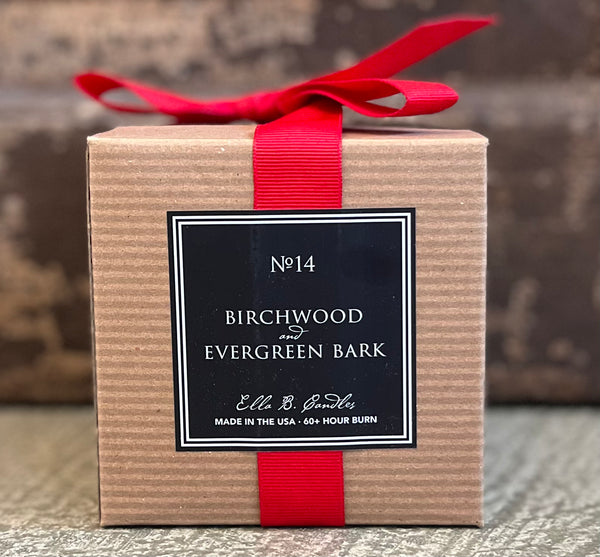 №14
BIRCHWOOD
and
EVERGREEN BARK
Ella B. Candles
MADE IN THE USA · 60+ HOUR BURN